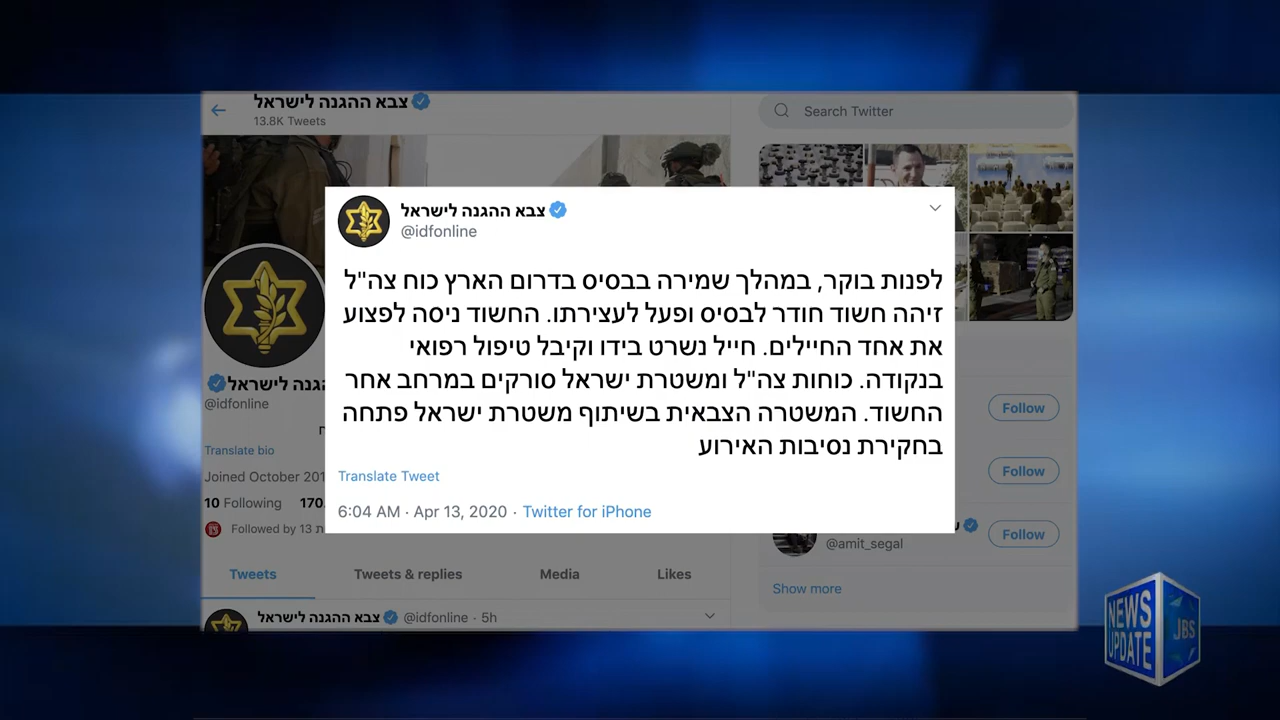 צבא ההגנה לישראל
13.8K Tweets
Search Twitter
צבא ההגנה לישראל
@idfonline
לפנות בוקר, במהלך שמירה בבסיס בדרום הארץ כוח צה"ל
זיהה חשוד חודר לבסיס ופעל לעצירתו. החשוד ניסה לפצוע
את אחד החיילים. חייל נשרט בידו וקיבל טיפול רפואי
בנקודה. כוחות צה"ל ומשטרת ישראל סורקים במרחב אחר
החשוד. המשטרה הצבאית בשיתוף משטרת ישראל פתחה
בחקירת נסיבות האירוע
Translate Tweet
6:04 AM · Apr 13, 2020 · Twitter for iPhone
ההגנה לישראל
@idfonline
Translate bio
Joined October 201
10 Following 170.
Followed by 13
Tweets
Tweets & replies
Media
Likes
צבא ההגנה לישראל @idfonline · 5h
Follow
Follow
Follow
@amit_segal
Show more
NEWS
UPDATE
JBS